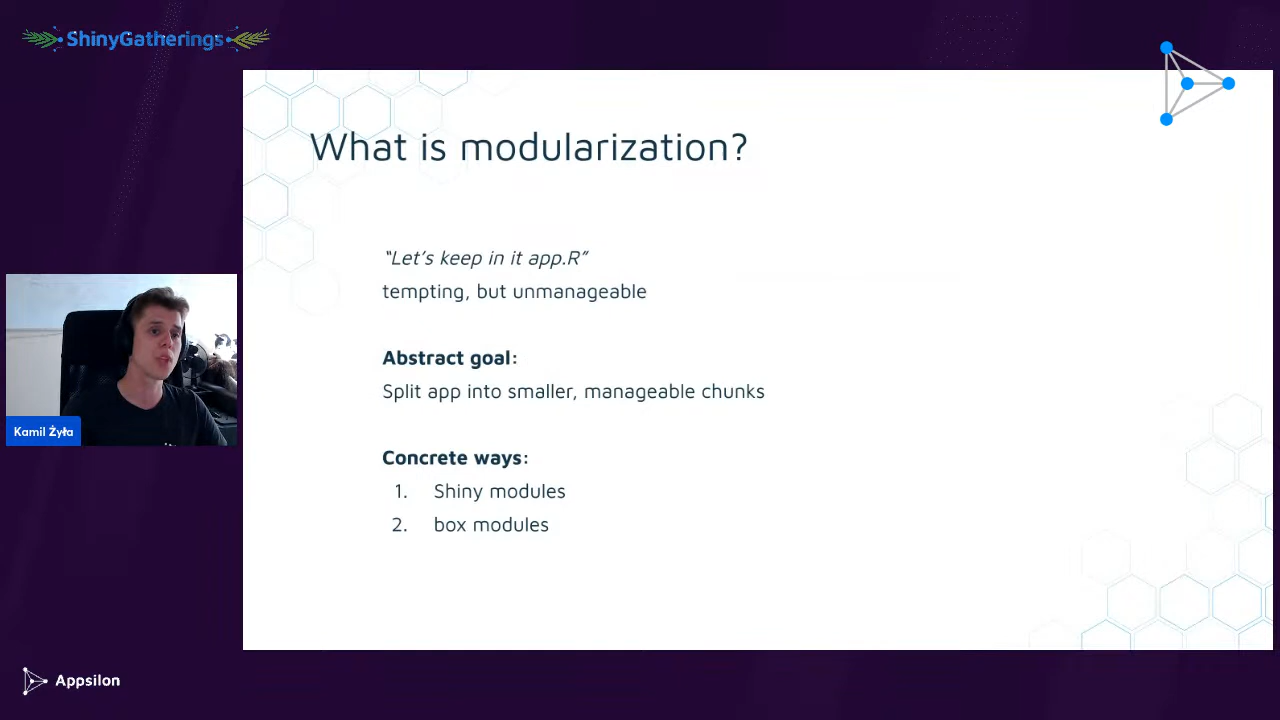 ShinyGatherings
What is modularization?
“Let’s keep in it app.R”
tempting, but unmanageable
Abstract goal:
Split app into smaller, manageable chunks
Concrete ways:
1. Shiny modules
2. box modules
Kamil Żyła
Appsilon